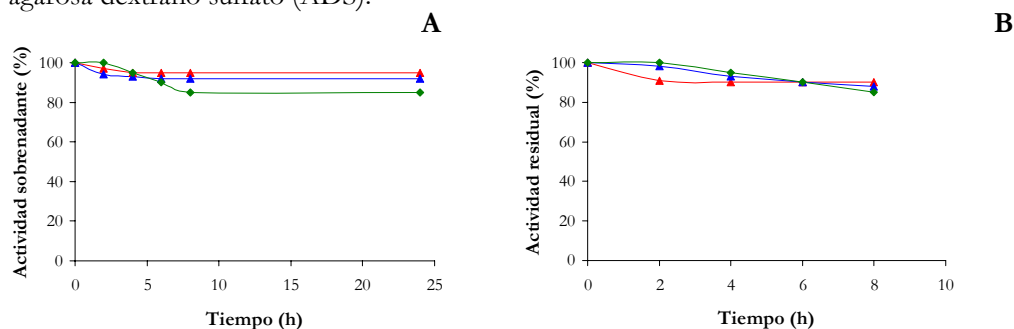 agarosa dextrano sulfato (ADS).
A
B
Actividad sobrenadante (%)
100
80
60
40
20
0
0 5 10 15 20 25
Tiempo (h)
Actividad residual (%)
100
80
60
40
20
0
0 2 4 6 8 10
Tiempo (h)